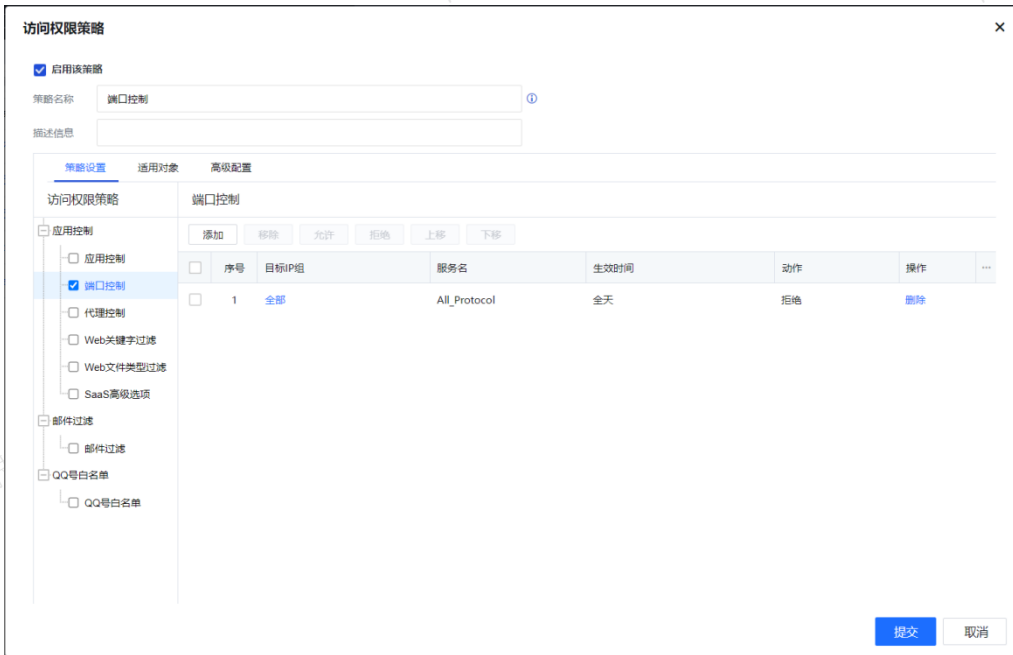 访问权限策略
启用该策略
策略名称 端口控制
描述信息
策略设置 适用对象 高级配置
访问权限策略 端口控制
应用控制 添加 移除 允许 拒绝 上移 下移
应用控制 序号 目标IP组 服务名 生效时间 动作 操作 ...
端口控制 1 全部 All_Protocol 全天 拒绝 删除
代理控制
Web关键字过滤
Web文件类型过滤
SaaS高级选项
邮件过滤
邮件过滤
QQ号白名单
QQ号白名单
提交 取消